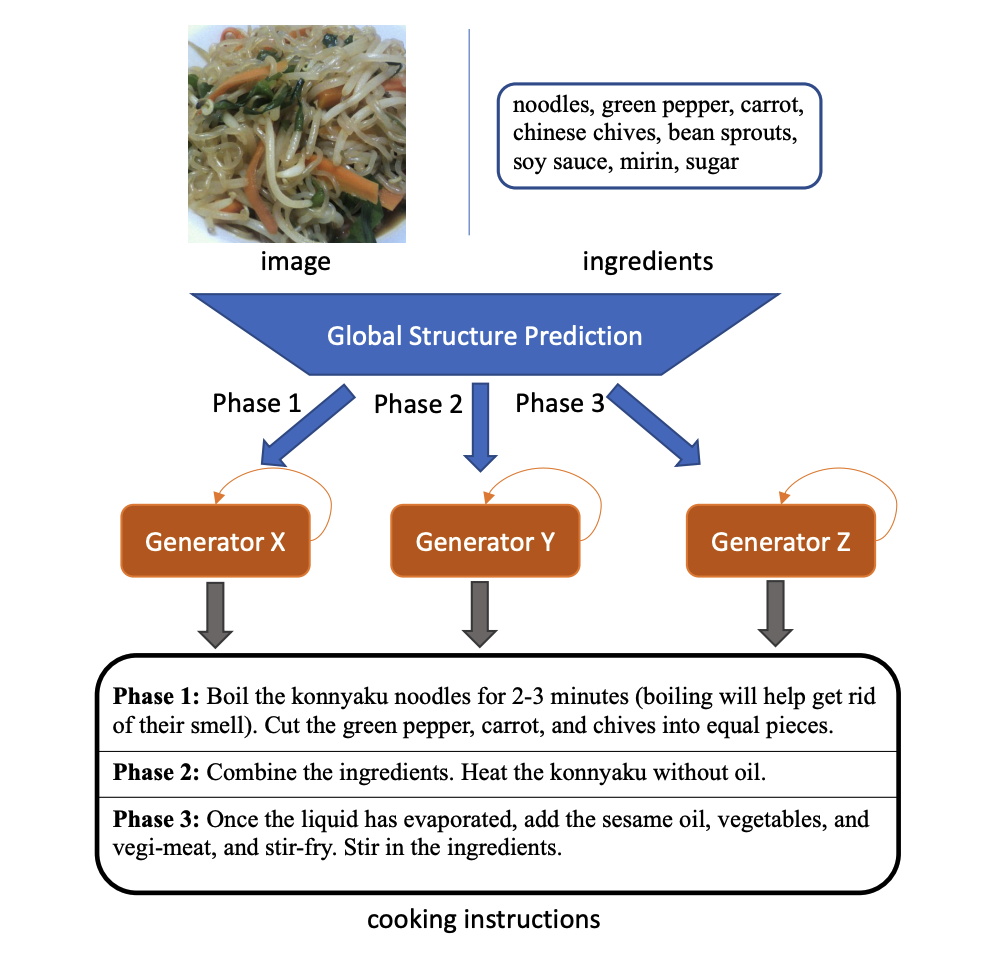 noodles, green pepper, carrot,
chinese chives, bean sprouts,
soy sauce, mirin, sugar
image
ingredients
Global Structure Prediction
Phase 1
Phase 2
Phase 3
Generator X
Generator Y
Generator Z
Phase 1: Boil the konnyaku noodles for 2-3 minutes (boiling will help get rid
of their smell). Cut the green pepper, carrot, and chives into equal pieces.
Phase 2: Combine the ingredients. Heat the konnyaku without oil.
Phase 3: Once the liquid has evaporated, add the sesame oil, vegetables, and
vegi-meat, and stir-fry. Stir in the ingredients.
cooking instructions